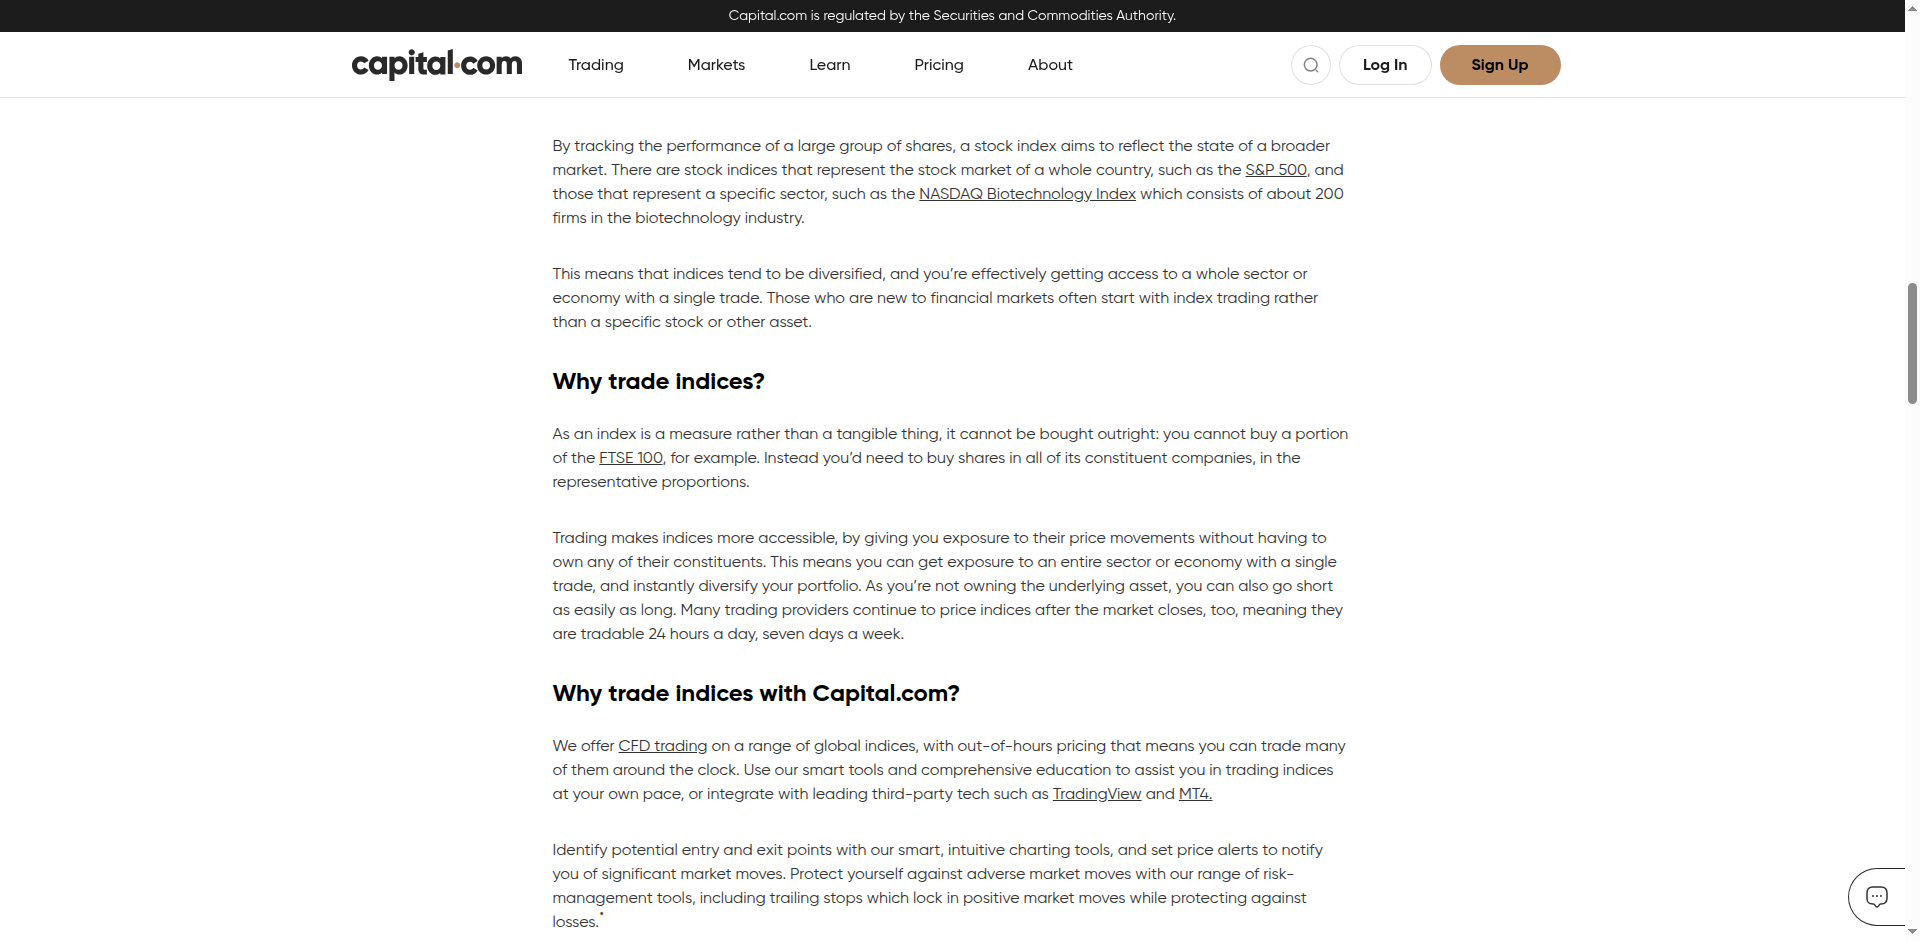 Capital.com is regulated by the Securities and Commodities Authority.
capital.com
Trading
Markets
Learn
Pricing
About
Log In
Sign Up
By tracking the performance of a large group of shares, a stock index aims to reflect the state of a broader
market. There are stock indices that represent the stock market of a whole country, such as the S&P 500, and
those that represent a specific sector, such as the NASDAQ Biotechnology Index which consists of about 200
firms in the biotechnology industry.
This means that indices tend to be diversified, and you’re effectively getting access to a whole sector or
economy with a single trade. Those who are new to financial markets often start with index trading rather
than a specific stock or other asset.
Why trade indices?
As an index is a measure rather than a tangible thing, it cannot be bought outright: you cannot buy a portion
of the FTSE 100, for example. Instead you’d need to buy shares in all of its constituent companies, in the
representative proportions.
Trading makes indices more accessible, by giving you exposure to their price movements without having to
own any of their constituents. This means you can get exposure to an entire sector or economy with a single
trade, and instantly diversify your portfolio. As you’re not owning the underlying asset, you can also go short
as easily as long. Many trading providers continue to price indices after the market closes, too, meaning they
are tradable 24 hours a day, seven days a week.
Why trade indices with Capital.com?
We offer CFD trading on a range of global indices, with out-of-hours pricing that means you can trade many
of them around the clock. Use our smart tools and comprehensive education to assist you in trading indices
at your own pace, or integrate with leading third-party tech such as TradingView and MT4.
Identify potential entry and exit points with our smart, intuitive charting tools, and set price alerts to notify
you of significant market moves. Protect yourself against adverse market moves with our range of risk-
management tools, including trailing stops which lock in positive market moves while protecting against
losses.*